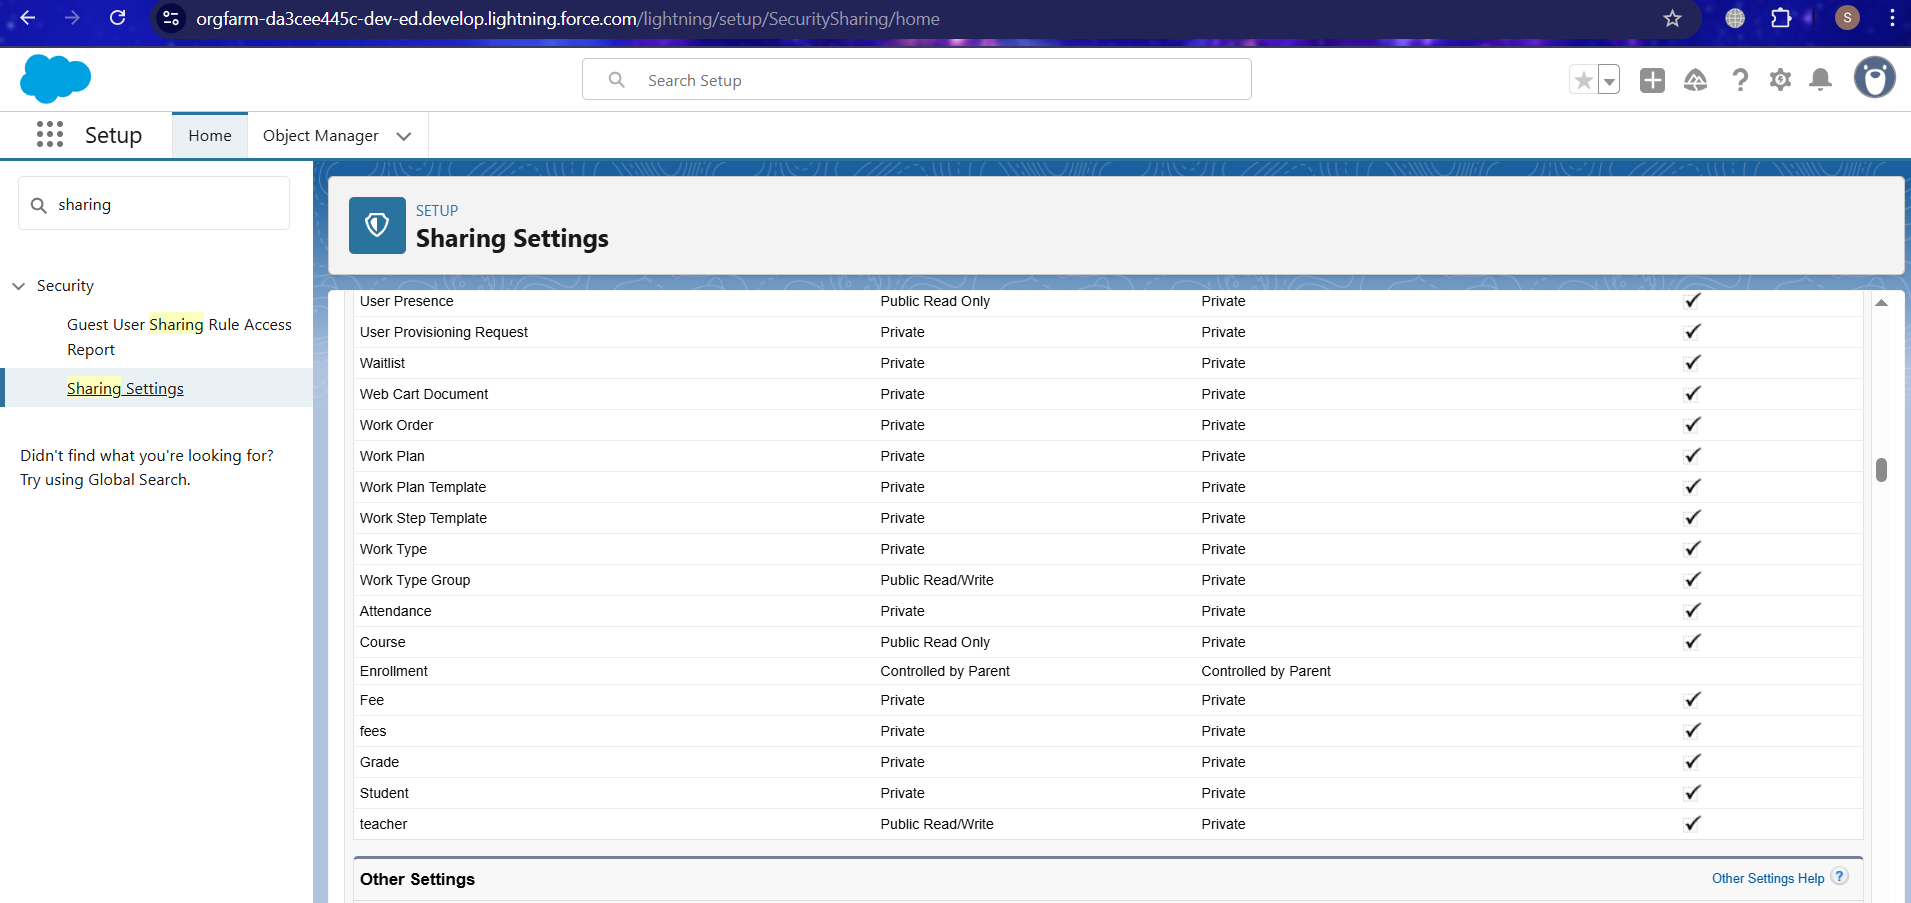 orgfarm-da3cee445c-dev-ed.develop.lightning.force.com/lightning/setup/SecuritySharing/home
S
Search Setup
Setup
Home
Object Manager
sharing
Security
Guest User Sharing Rule Access
Report
Sharing Settings
Didn't find what you're looking for?
Try using Global Search.
SETUP
Sharing Settings
User Presence Public Read Only Private
User Provisioning Request Private Private
Waitlist Private Private
Web Cart Document Private Private
Work Order Private Private
Work Plan Private Private
Work Plan Template Private Private
Work Step Template Private Private
Work Type Private Private
Work Type Group Public Read/Write Private
Attendance Private Private
Course Public Read Only Private
Enrollment Controlled by Parent Controlled by Parent
Fee Private Private
fees Private Private
Grade Private Private
Student Private Private
teacher Public Read/Write Private
Other Settings
Other Settings Help ?